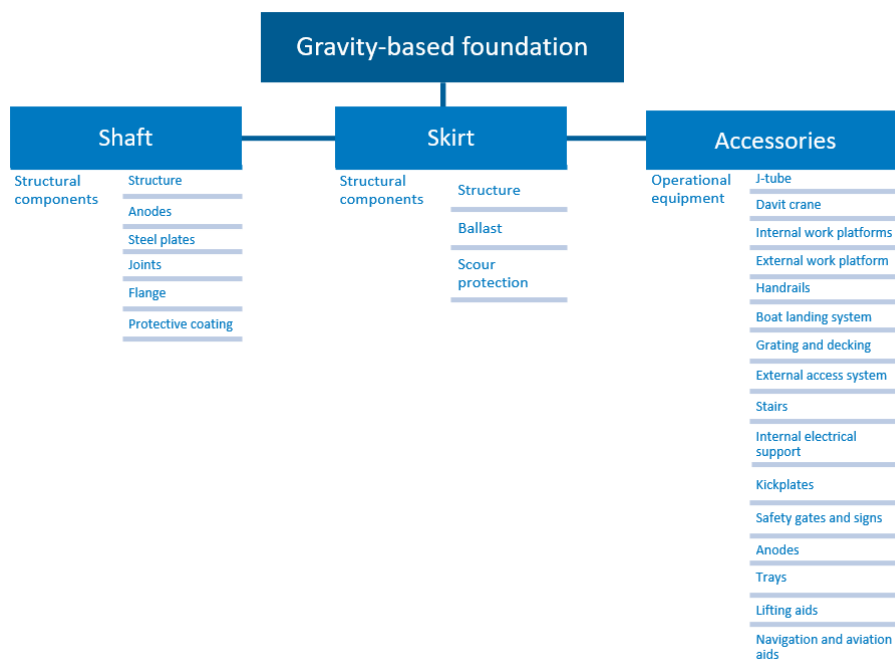 Gravity-based foundation
Shaft
Structural
components
Structure
Anodes
Steel plates
Joints
Flange
Protective coating
Skirt
Structural
components
Structure
Ballast
Scour
protection
Accessories
Operational
equipment
J-tube
Davit crane
Internal work platforms
External work platform
Handrails
Boat landing system
Grating and decking
External access system
Stairs
Internal electrical
support
Kickplates
Safety gates and signs
Anodes
Trays
Lifting aids
Navigation and aviation
aids